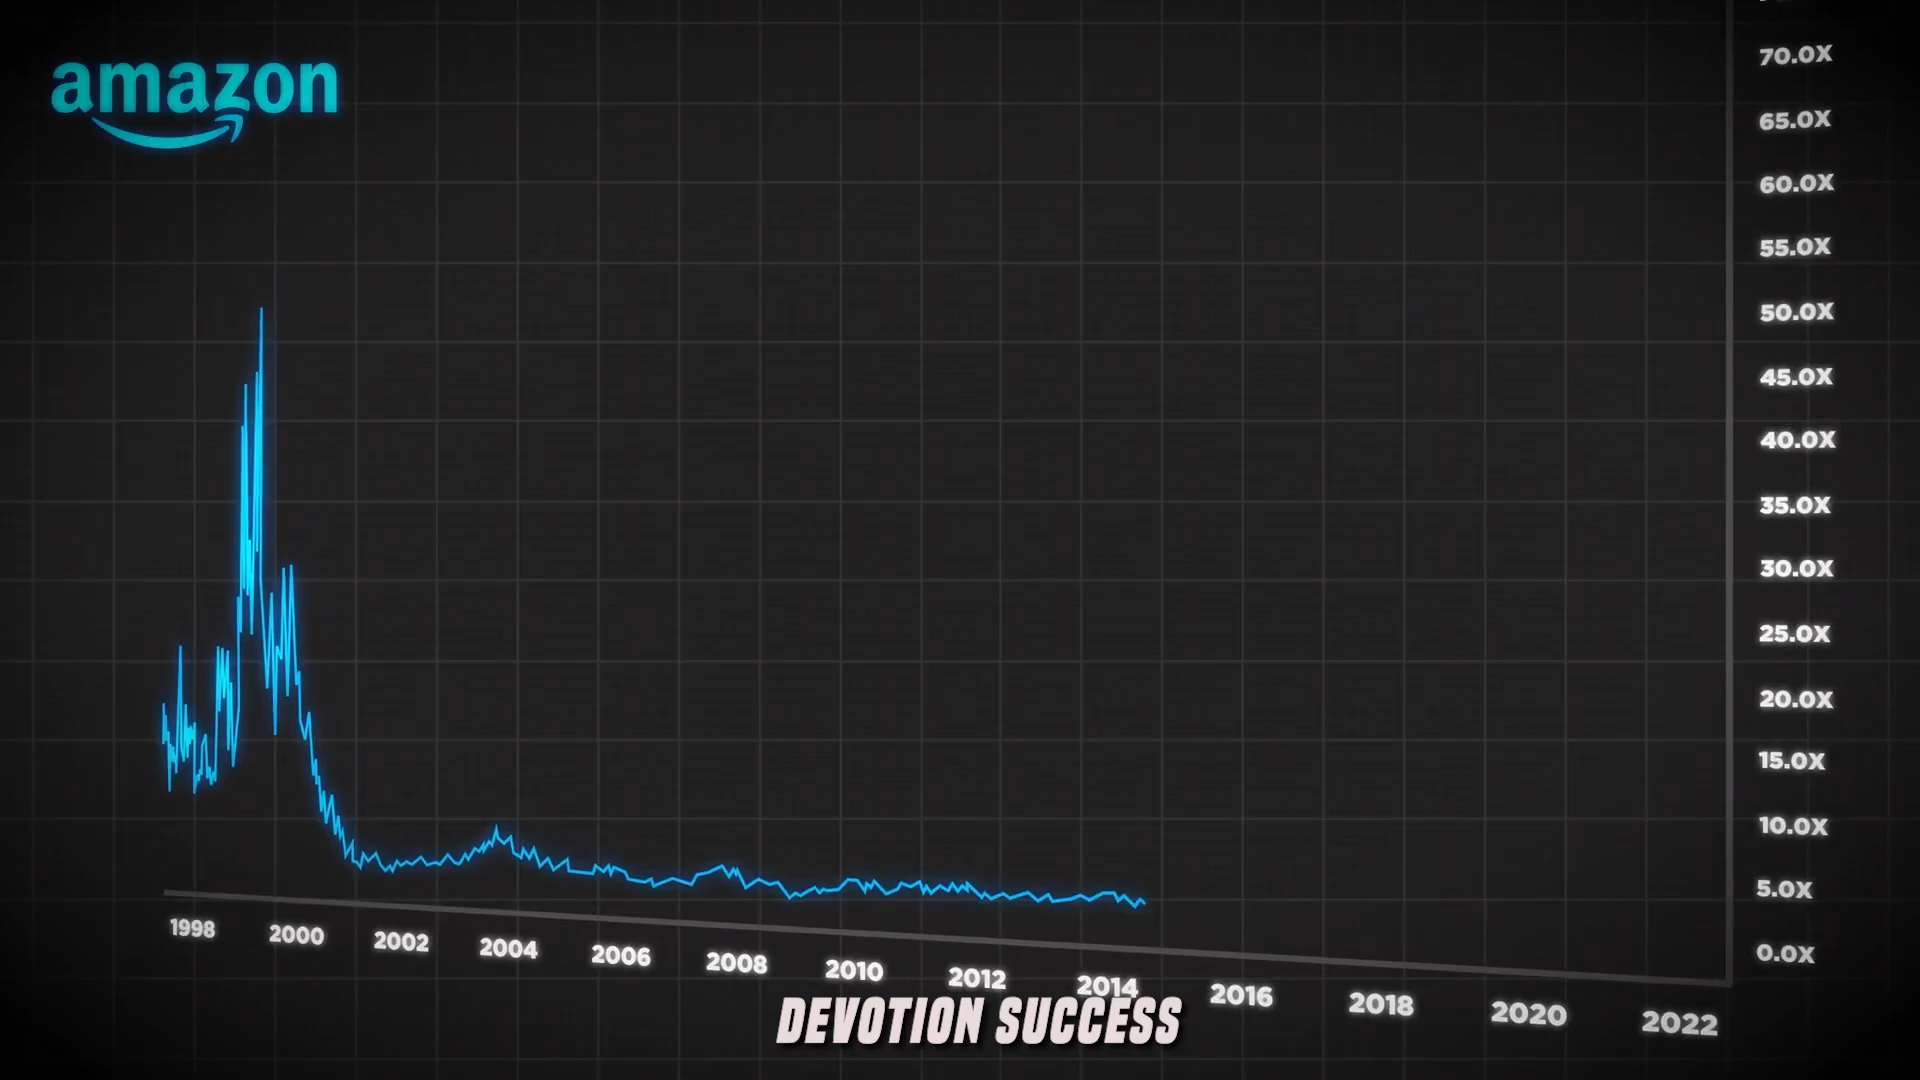 amazon
70.0X
65.0X
60.0X
55.0X
50.0X
45.0X
40.0X
35.0X
30.0X
25.0X
20.0X
15.0X
10.0X
5.0X
0.0X
1998 2000 2002 2004 2006 2008 2010 2012 2014 2016 2018 2020 2022
DEVOTION SUCCESS